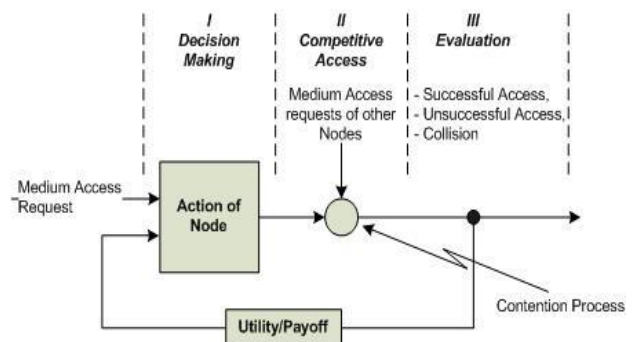 I
Decision
Making
II
Competitive
Access
Medium Access
requests of other
Nodes
III
Evaluation
- Successful Access,
- Unsuccessful Access,
- Collision
Medium Access
Request
Action of
Node
Contention Process
Utility/Payoff